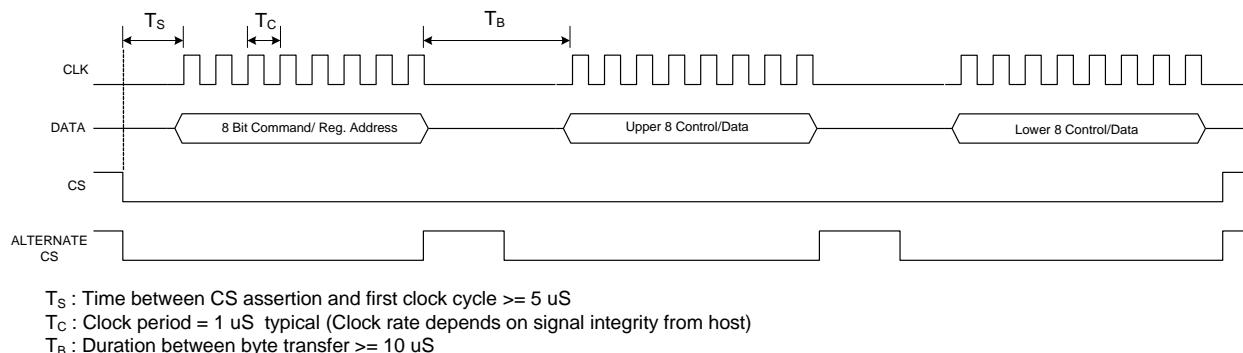 TS TC TB
CLK
DATA 8 Bit Command/ Reg. Address Upper 8 Control/Data Lower 8 Control/Data
CS
ALTERNATE
CS
TS : Time between CS assertion and first clock cycle >= 5 uS
TC : Clock period = 1 uS typical (Clock rate depends on signal integrity from host)
TB : Duration between byte transfer >= 10 uS